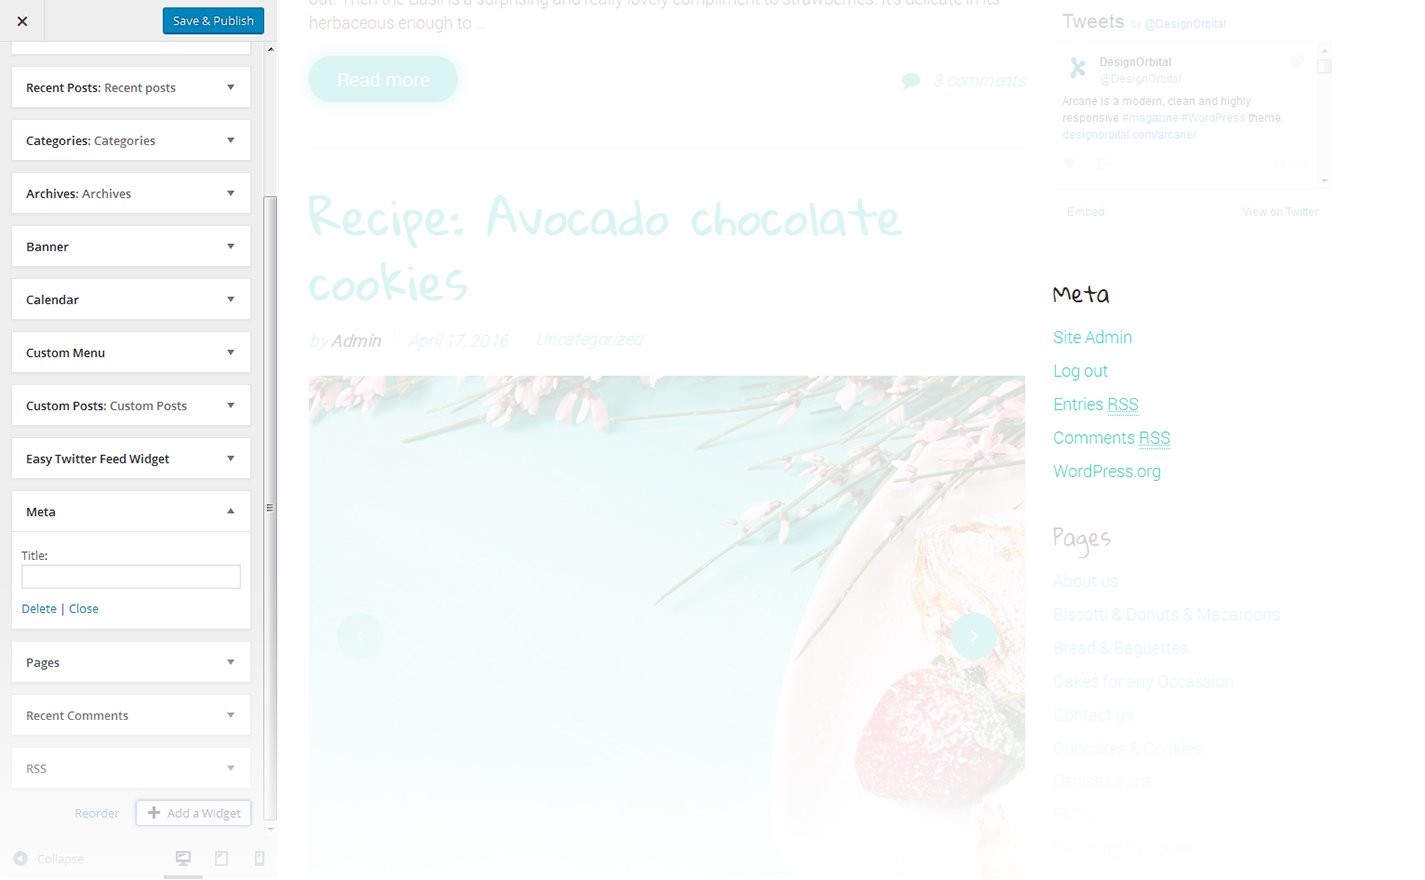 Save & Publish
Recent Posts: Recent posts
Categories: Categories
Archives: Archives
Banner
Calendar
Custom Menu
Custom Posts: Custom Posts
Easy Twitter Feed Widget
Meta
Title:
Delete | Close
Pages
Recent Comments
RSS
Reorder
Add a Widget
Collapse
out. Then the Basil is a surprising and really lovely compliment to strawberries. It's delicate in its
herbaceous enough to ...
Read more
3 comments
Recipe: Avocado chocolate
cookies
by Admin
April 17, 2016
Uncategorized
Tweets by @DesignOrbital
DesignOrbital
@DesignOrbital
Arcane is a modern, clean and highly
responsive #magazine #WordPress theme.
designorbital.com/arcane/
Embed
View on Twitter
Meta
Site Admin
Log out
Entries RSS
Comments RSS
WordPress.org
Pages
About us
Biscotti & Donuts & Macaroons
Bread & Baguettes
Cakes for any Occassion
Contact us
Cupcakes & Cookies
Denise Levine
FAQs